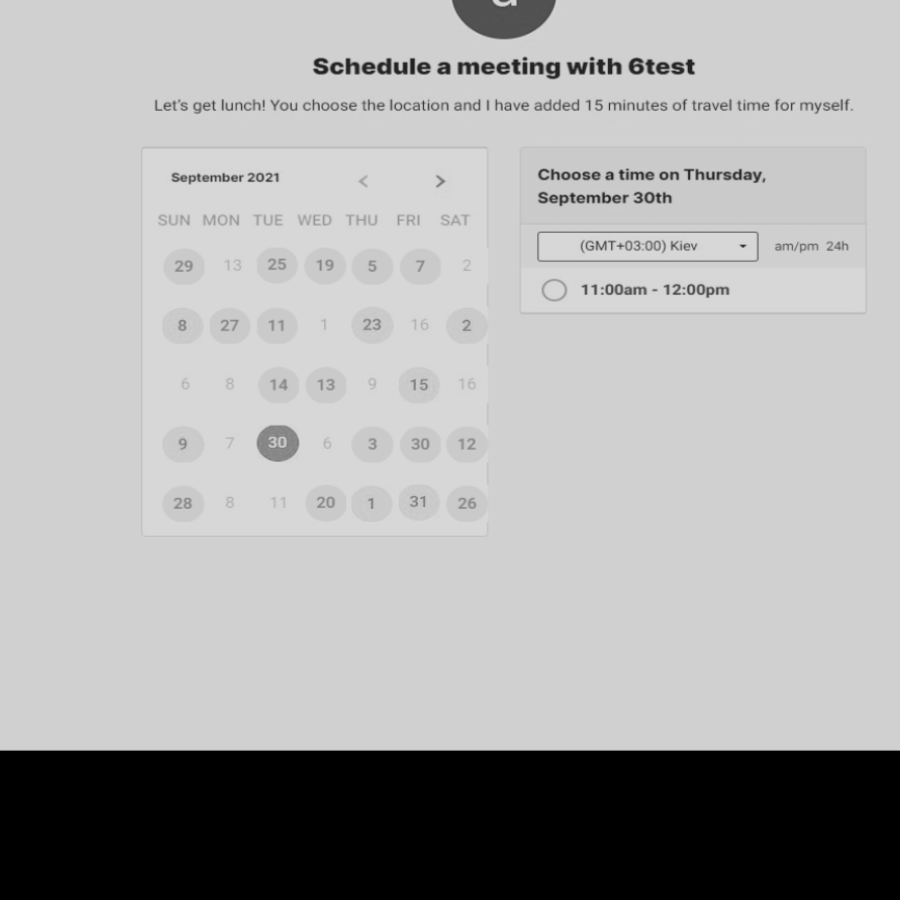 Schedule a meeting with 6test
Let's get lunch! You choose the location and I have added 15 minutes of travel time for myself.
September 2021 < >
SUN MON TUE WED THU FRI SAT
29 13 25 19 5 7 2
8 27 11 1 23 16 2
6 8 14 13 9 15 16
9 7 30 6 3 30 12
28 8 11 20 1 31 26
Choose a time on Thursday,
September 30th
(GMT+03:00) Kiev am/pm 24h
11:00am - 12:00pm